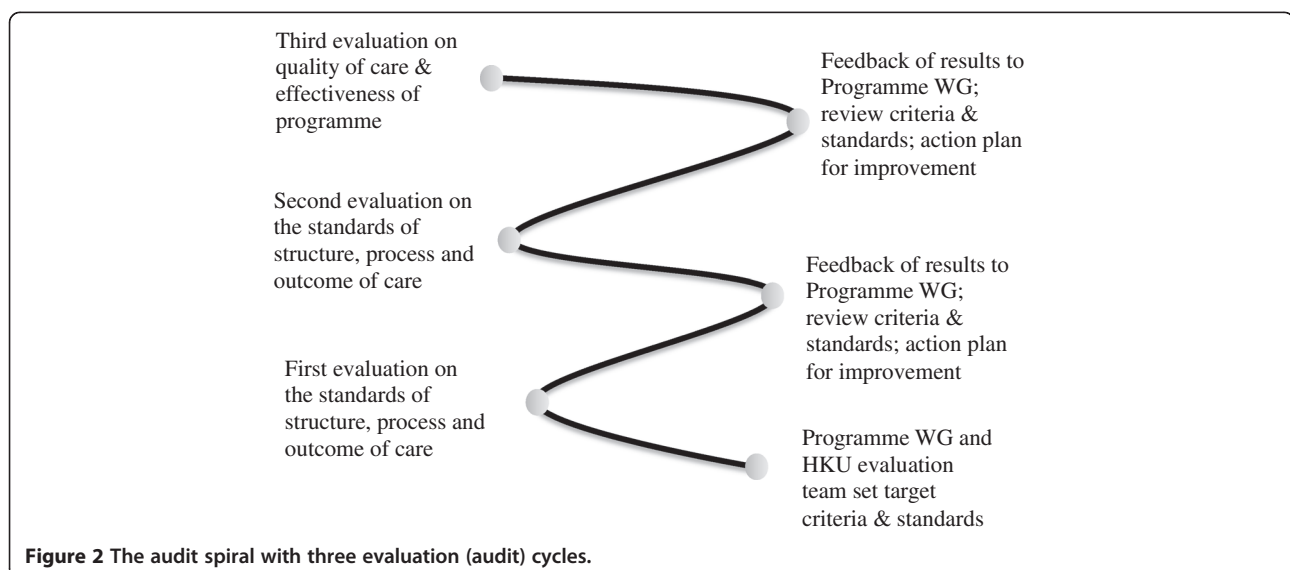 Third evaluation on
quality of care &
effectiveness of
programme
Feedback of results to
Programme WG;
review criteria &
standards; action plan
for improvement
Second evaluation on
the standards of
structure, process and
outcome of care
Feedback of results to
Programme WG;
review criteria &
standards; action plan
for improvement
First evaluation on
the standards of
structure, process and
outcome of care
Programme WG and
HKU evaluation
team set target
criteria & standards
Figure 2 The audit spiral with three evaluation (audit) cycles.